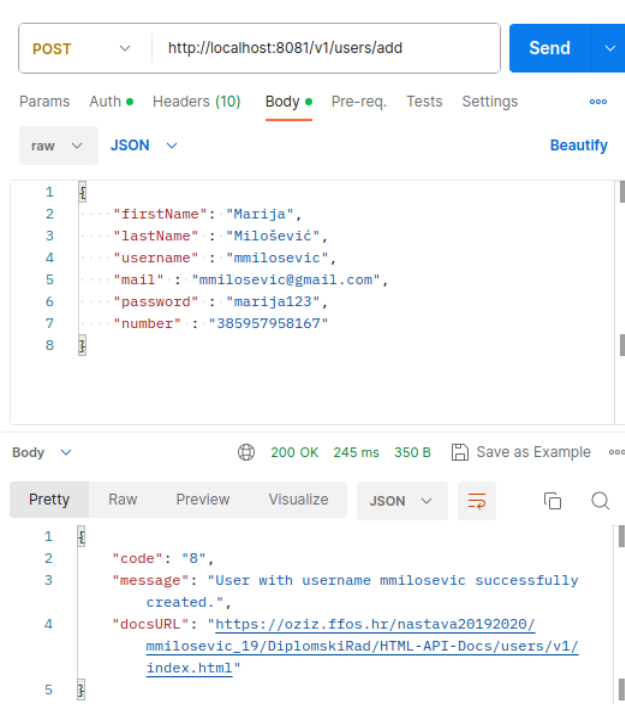 POST http://localhost:8081/v1/users/add Send
Params Auth Headers (10) Body Pre-req. Tests Settings
raw JSON Beautify
1 {
2 "firstName": "Marija",
3 "lastName" : "Milošević",
4 "username" : "mmilosevic",
5 "mail" : "mmilosevic@gmail.com",
6 "password" : "marija123",
7 "number" : "385957958167"
8 }
Body 200 OK 245 ms 350 B Save as Example
Pretty Raw Preview Visualize JSON
1 {
2 "code": "8",
3 "message": "User with username mmilosevic successfully
created.",
4 "docsURL": "https://oziz.ffos.hr/nastava20192020/
mmilosevic_19/DiplomskiRad/HTML-API-Docs/users/v1/
index.html"
5 }